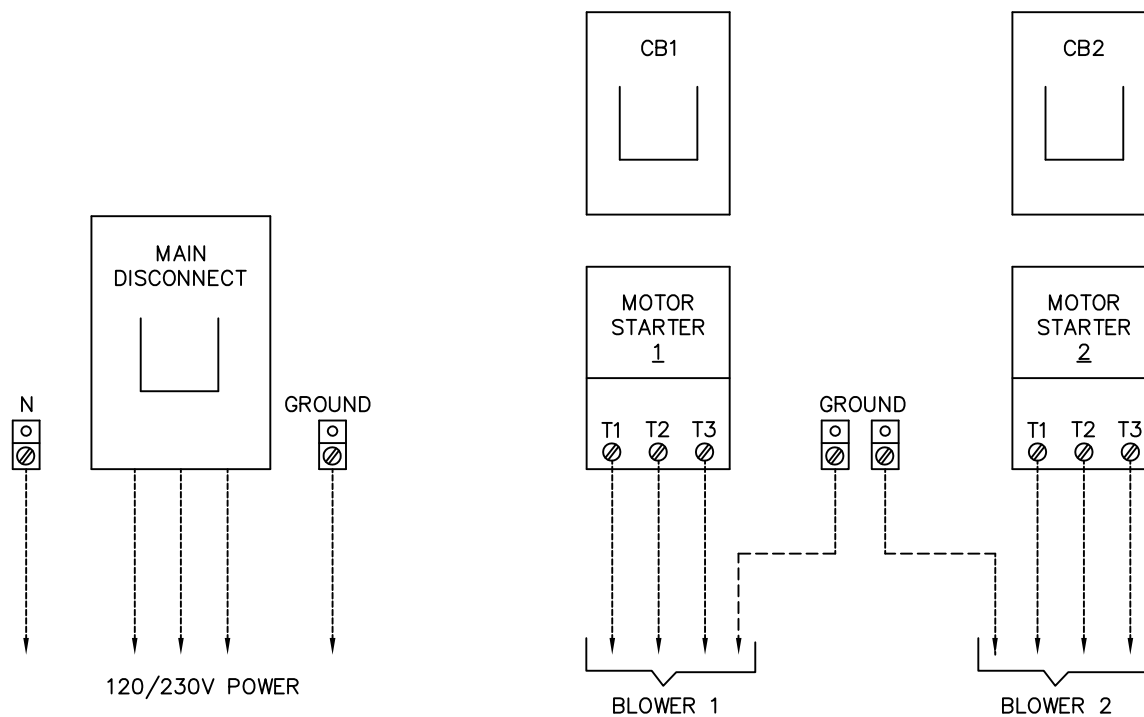 CB1
CB2
MAIN
DISCONNECT
MOTOR
STARTER
1
MOTOR
STARTER
2
N
GROUND
GROUND
T1 T2 T3
T1 T2 T3
120/230V POWER
BLOWER 1
BLOWER 2